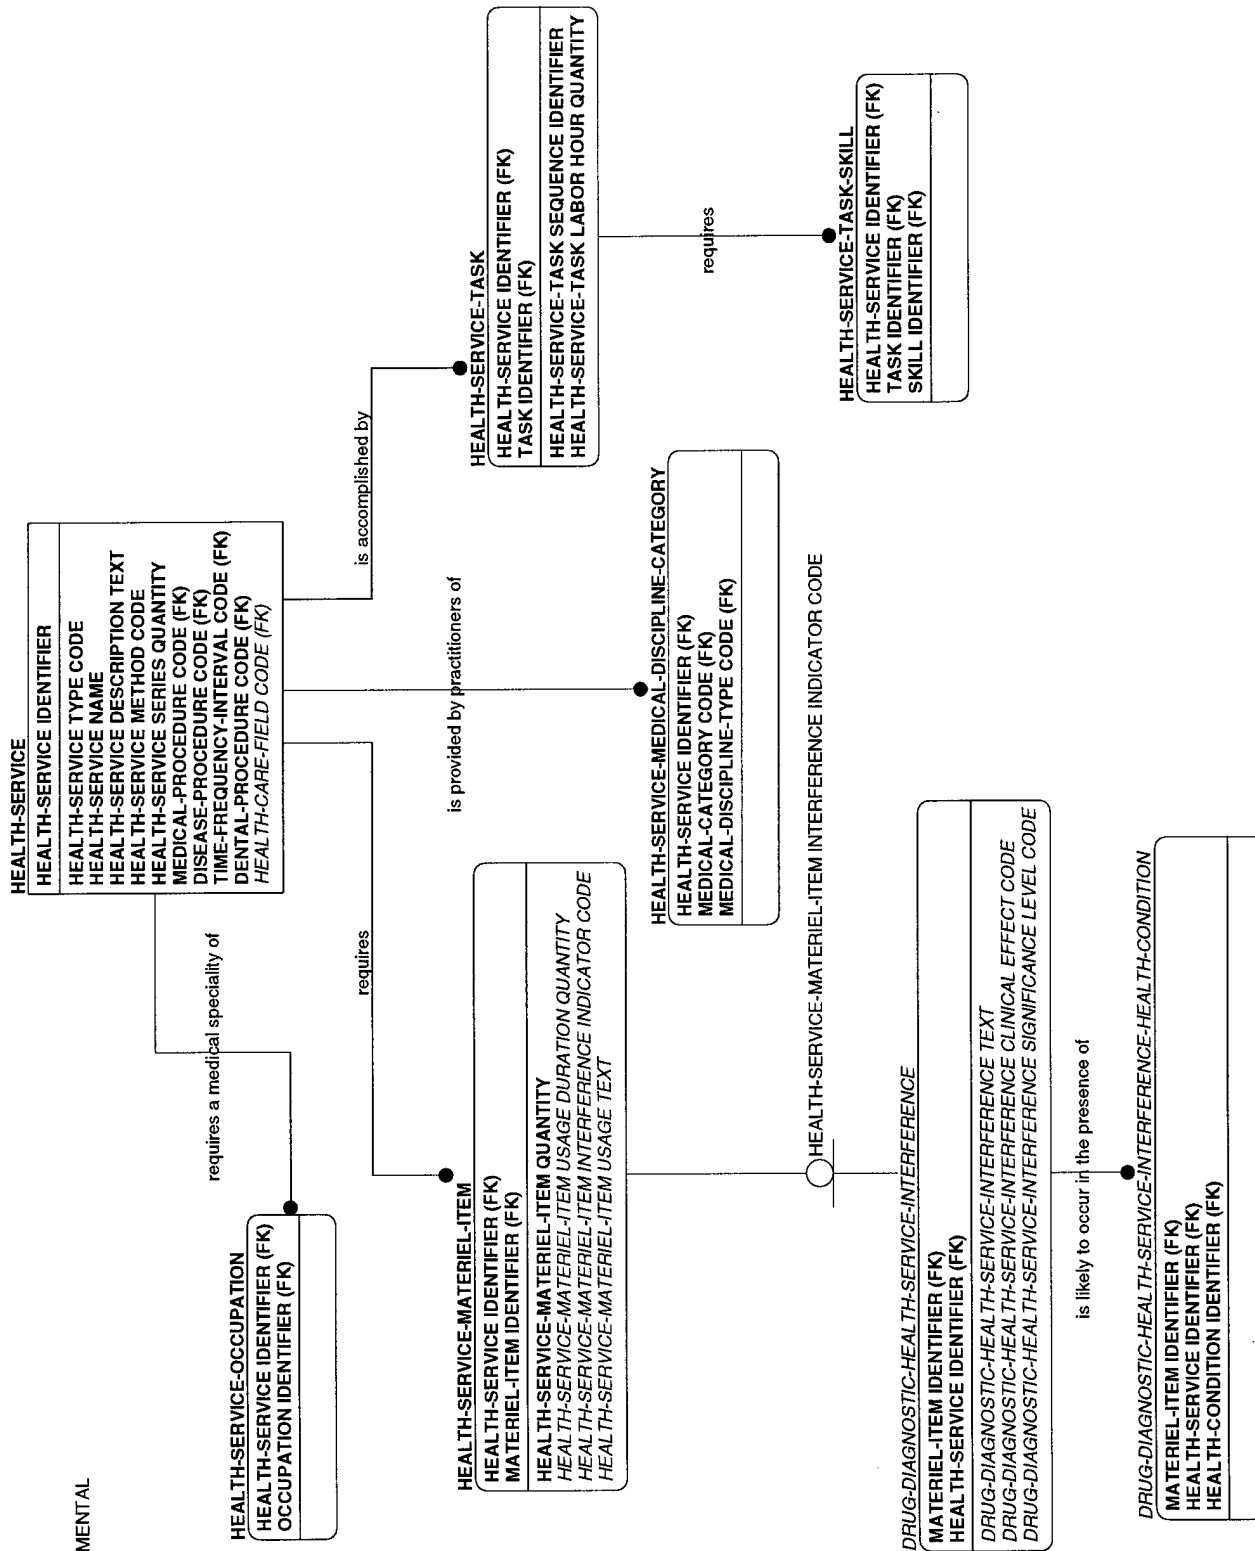 MENTAL
HEALTH-SERVICE
HEALTH-SERVICE IDENTIFIER
HEALTH-SERVICE TYPE CODE
HEALTH-SERVICE NAME
HEALTH-SERVICE DESCRIPTION TEXT
HEALTH-SERVICE METHOD CODE
HEALTH-SERVICE SERIES QUANTITY
MEDICAL-PROCEDURE CODE (FK)
DISEASE-PROCEDURE CODE (FK)
TIME-FREQUENCY-INTERVAL CODE (FK)
DENTAL-PROCEDURE CODE (FK)
HEALTH-CARE-FIELD CODE (FK)
requires a medical speciality of
requires
is provided by practitioners of
is accomplished by
HEALTH-SERVICE-OCCUPATION
HEALTH-SERVICE IDENTIFIER (FK)
OCCUPATION IDENTIFIER (FK)
HEALTH-SERVICE-MATERIEL-ITEM
HEALTH-SERVICE IDENTIFIER (FK)
MATERIEL-ITEM IDENTIFIER (FK)
HEALTH-SERVICE-MATERIEL-ITEM QUANTITY
HEALTH-SERVICE-MATERIEL-ITEM USAGE DURATION QUANTITY
HEALTH-SERVICE-MATERIEL-ITEM INTERFERENCE INDICATOR CODE
HEALTH-SERVICE-MATERIEL-ITEM USAGE TEXT
HEALTH-SERVICE-MEDICAL-DISCIPLINE-CATEGORY
HEALTH-SERVICE IDENTIFIER (FK)
MEDICAL-CATEGORY CODE (FK)
MEDICAL-DISCIPLINE-TYPE CODE (FK)
HEALTH-SERVICE-TASK
HEALTH-SERVICE IDENTIFIER (FK)
TASK IDENTIFIER (FK)
HEALTH-SERVICE-TASK SEQUENCE IDENTIFIER
HEALTH-SERVICE-TASK LABOR HOUR QUANTITY
requires
HEALTH-SERVICE-TASK-SKILL
HEALTH-SERVICE IDENTIFIER (FK)
TASK IDENTIFIER (FK)
SKILL IDENTIFIER (FK)
HEALTH-SERVICE-MATERIEL-ITEM INTERFERENCE INDICATOR CODE
DRUG-DIAGNOSTIC-HEALTH-SERVICE-INTERFERENCE
MATERIEL-ITEM IDENTIFIER (FK)
HEALTH-SERVICE IDENTIFIER (FK)
DRUG-DIAGNOSTIC-HEALTH-SERVICE-INTERFERENCE TEXT
DRUG-DIAGNOSTIC-HEALTH-SERVICE-INTERFERENCE CLINICAL EFFECT CODE
DRUG-DIAGNOSTIC-HEALTH-SERVICE-INTERFERENCE SIGNIFICANCE LEVEL CODE
is likely to occur in the presence of
DRUG-DIAGNOSTIC-HEALTH-SERVICE-INTERFERENCE-HEALTH-CONDITION
MATERIEL-ITEM IDENTIFIER (FK)
HEALTH-SERVICE IDENTIFIER (FK)
HEALTH-CONDITION IDENTIFIER (FK)